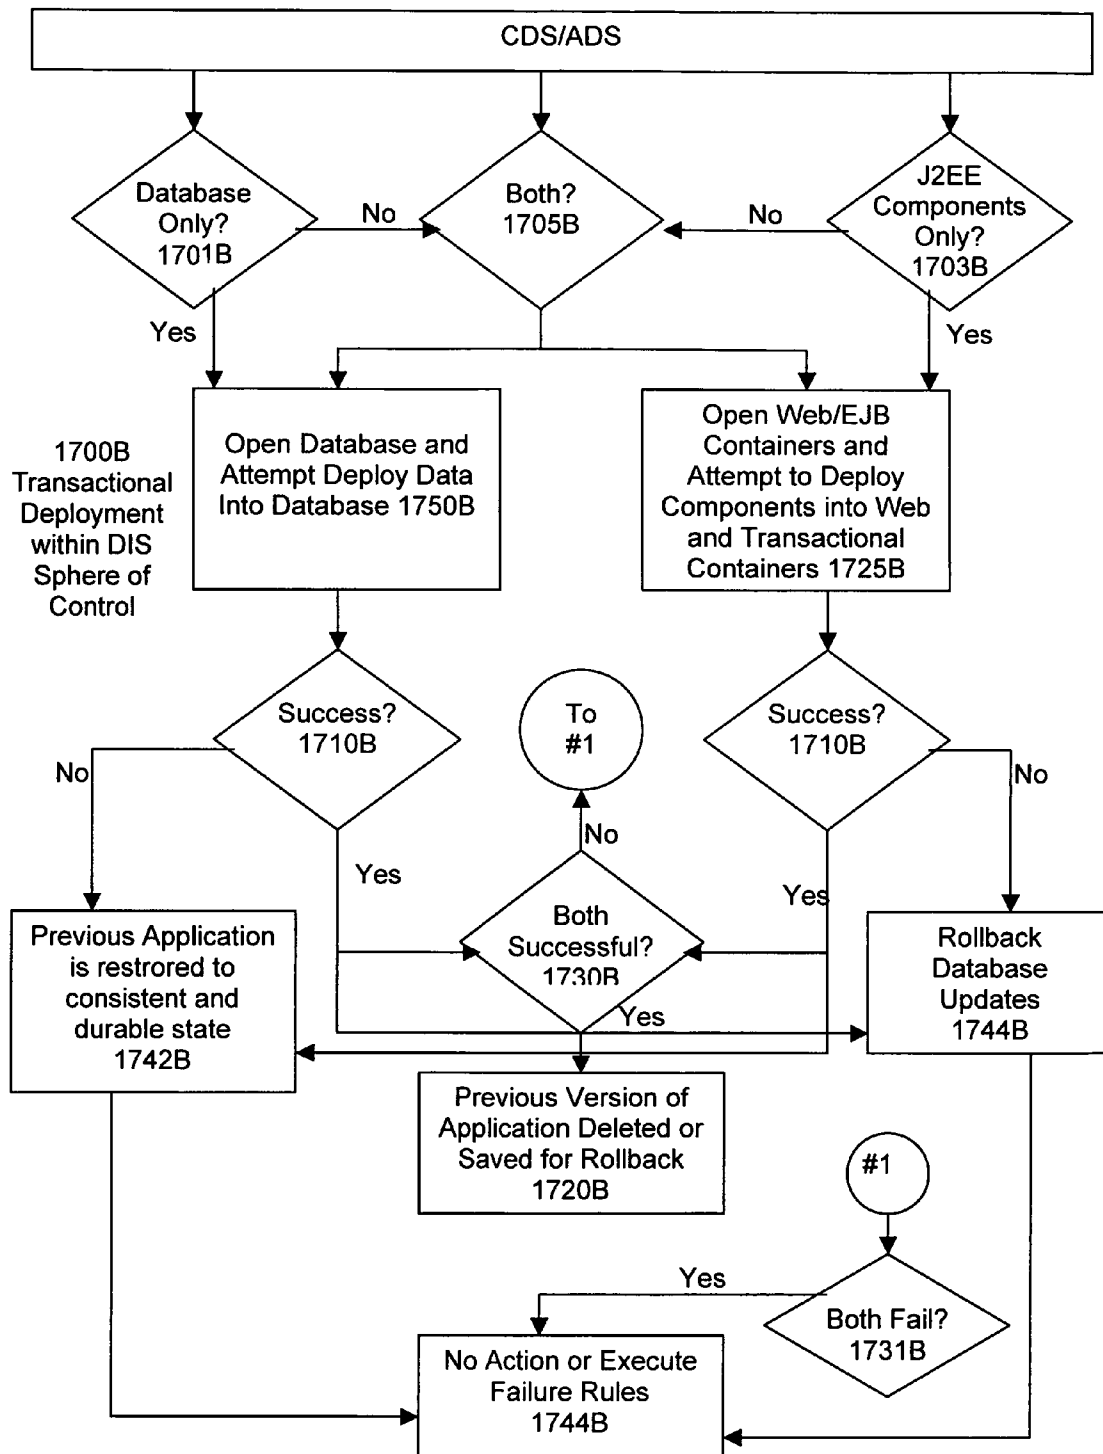 CDS/ADS
Database
Only?
1701B
No
Both?
1705B
No
J2EE
Components
Only?
1703B
Yes
Yes
1700B
Transactional
Deployment
within DIS
Sphere of
Control
Open Database and
Attempt Deploy Data
Into Database 1750B
Open Web/EJB
Containers and
Attempt to Deploy
Components into Web
and Transactional
Containers 1725B
Success?
1710B
To
#1
Success?
1710B
No
No
No
Yes
Yes
Previous Application
is restrored to
consistent and
durable state
1742B
Both
Successful?
1730B
Yes
Rollback
Database
Updates
1744B
Previous Version of
Application Deleted or
Saved for Rollback
1720B
#1
Yes
Both Fail?
1731B
No Action or Execute
Failure Rules
1744B